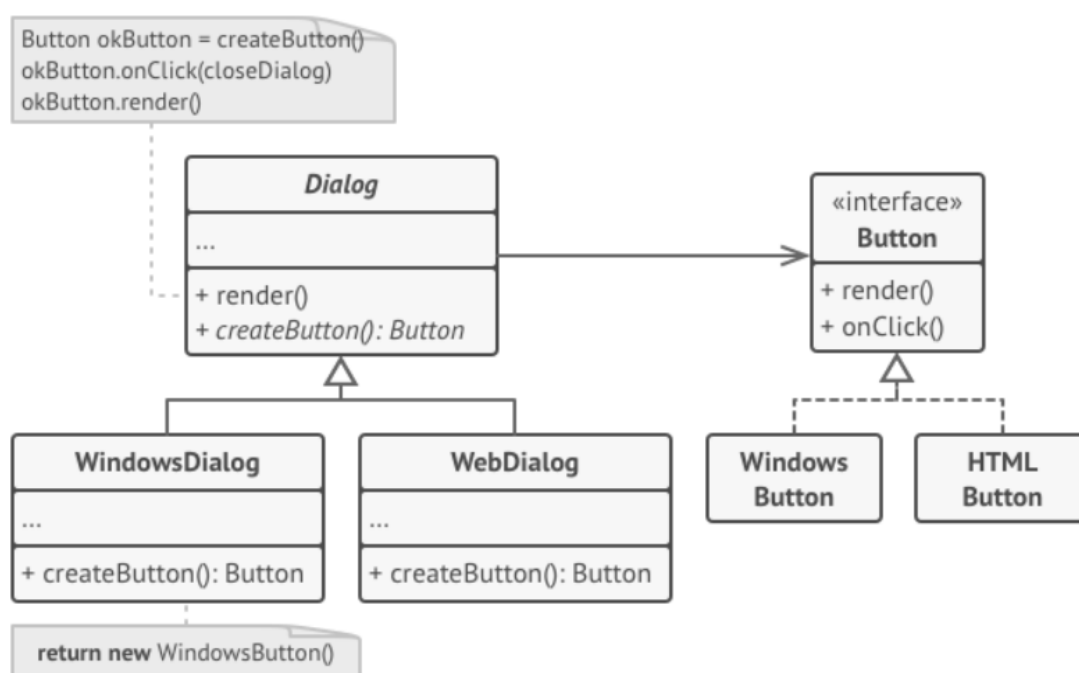 Button okButton = createButton()
okButton.onClick(closeDialog)
okButton.render()
Dialog
...
+ render()
+ createButton(): Button
«interface»
Button
+ render()
+ onClick()
WindowsDialog
...
+ createButton(): Button
WebDialog
...
+ createButton(): Button
Windows
Button
HTML
Button
return new WindowsButton()